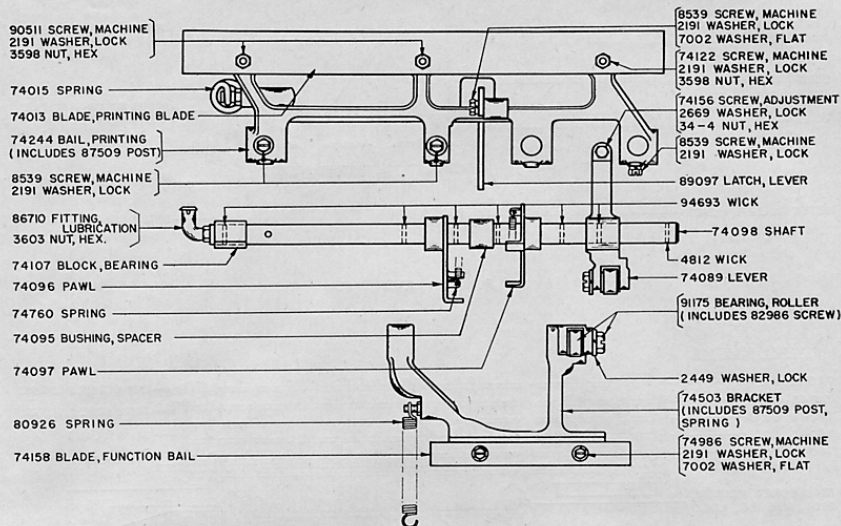 90511 SCREW, MACHINE
2191 WASHER, LOCK
3598 NUT, HEX
74015 SPRING
74013 BLADE, PRINTING BLADE
74244 BAIL, PRINTING
(INCLUDES 87509 POST)
8539 SCREW, MACHINE
2191 WASHER, LOCK
86710 FITTING,
LUBRICATION
3603 NUT, HEX.
74107 BLOCK, BEARING
74096 PAWL
74760 SPRING
74095 BUSHING, SPACER
74097 PAWL
80926 SPRING
74158 BLADE, FUNCTION BAIL
8539 SCREW, MACHINE
2191 WASHER, LOCK
7002 WASHER, FLAT
74122 SCREW, MACHINE
2191 WASHER, LOCK
3598 NUT, HEX
74156 SCREW, ADJUSTMENT
2669 WASHER, LOCK
34-4 NUT, HEX
8539 SCREW, MACHINE
2191 WASHER, LOCK
89097 LATCH, LEVER
94693 WICK
74098 SHAFT
4812 WICK
74089 LEVER
91175 BEARING, ROLLER
(INCLUDES 82986 SCREW)
2449 WASHER, LOCK
74503 BRACKET
(INCLUDES 87509 POST,
SPRING )
74986 SCREW, MACHINE
2191 WASHER, LOCK
7002 WASHER, FLAT